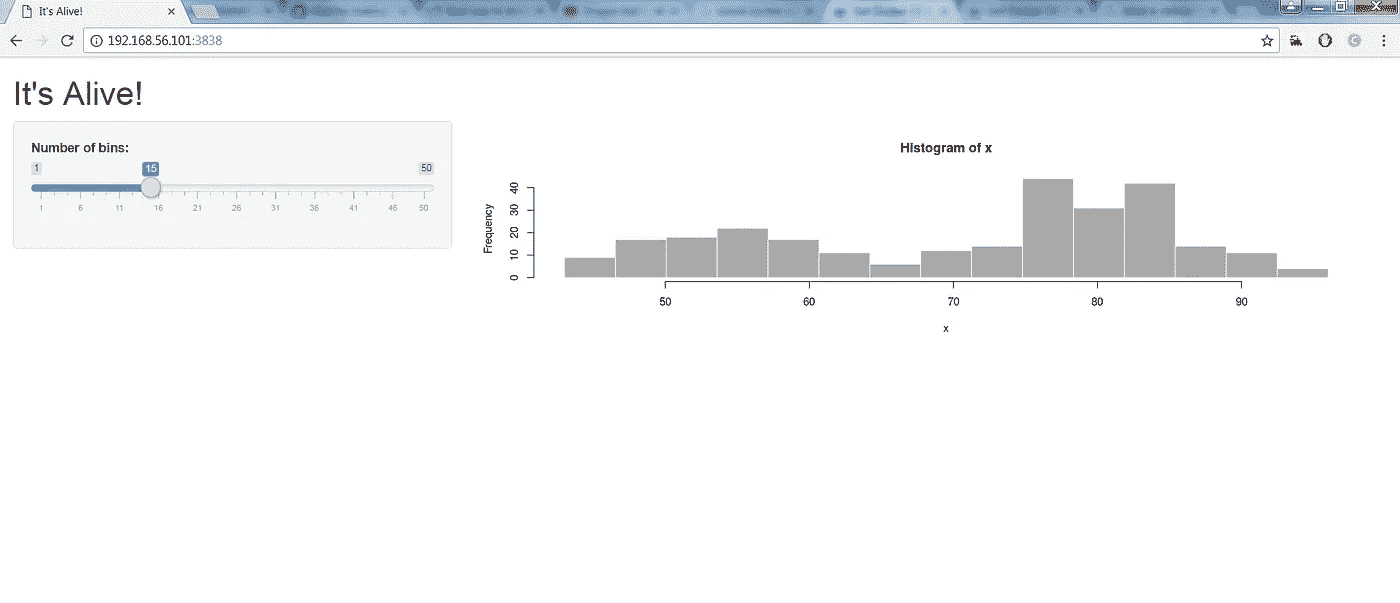 It's Alive!
192.168.56.101:3838
It's Alive!
Number of bins:
1 15 50
1 6 11 16 21 26 31 36 41 46 50
Histogram of x
Frequency
40
30
20
10
0
50 60 70 80 90
x